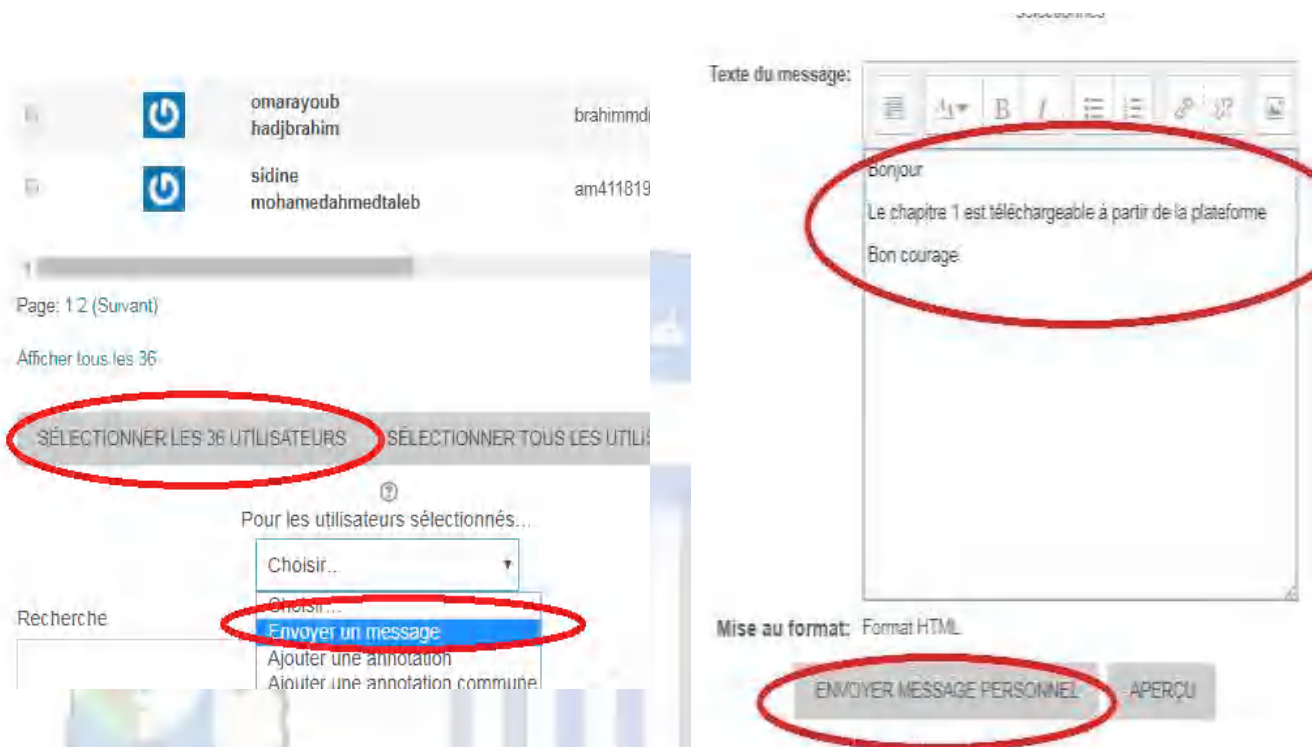 omarayoub
hadjbrahim
brahimmd
sidine
mohamedahmedtaleb
am411819
Page: 1 2 (Suivant)
Afficher tous les 36
SÉLECTIONNER LES 36 UTILISATEURS
SÉLECTIONNER TOUS LES UTILIS
Pour les utilisateurs sélectionnés...
Choisir...
Choisir...
Envoyer un message
Ajouter une annotation
Ajouter une annotation commune
Recherche
sélectionnés
Texte du message:
Bonjour
Le chapitre 1 est téléchargeable à partir de la plateforme
Bon courage
Mise au format: Format HTML
ENVOYER MESSAGE PERSONNEL
APERÇU